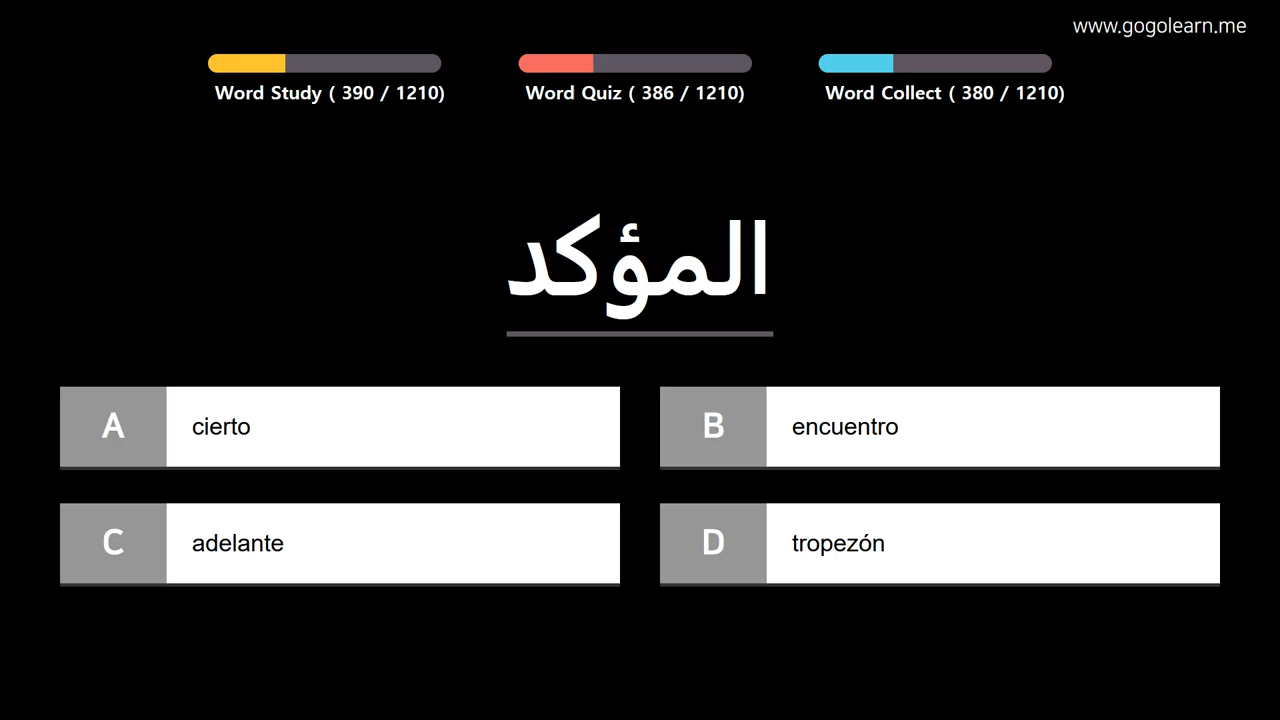 www.gogolearn.me
Word Study ( 390 / 1210)
Word Quiz ( 386 / 1210)
Word Collect ( 380 / 1210)
المؤكد
A cierto
B encuentro
C adelante
D tropezón